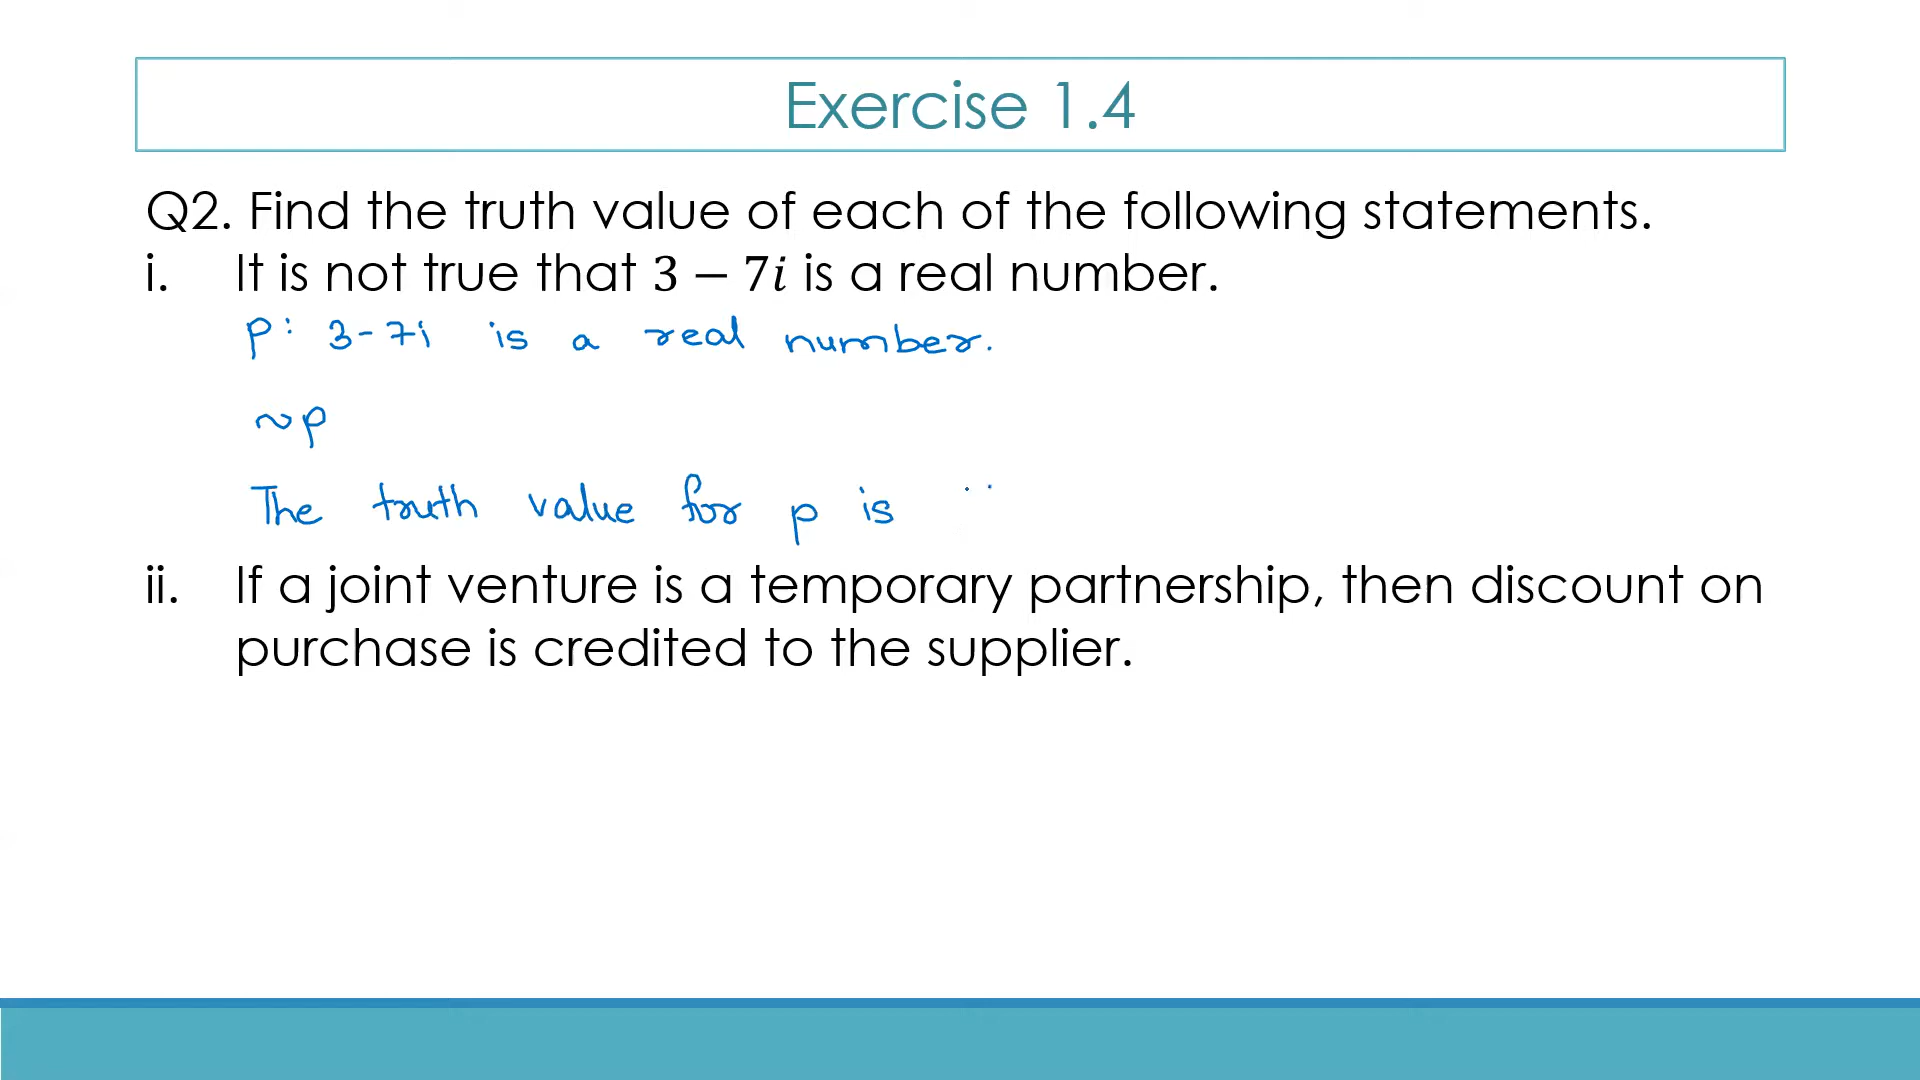 Exercise 1.4
Q2. Find the truth value of each of the following statements.
i. It is not true that 3 − 7i is a real number.
p: 3-7i is a real number.
~p
The truth value for p is
ii. If a joint venture is a temporary partnership, then discount on
purchase is credited to the supplier.